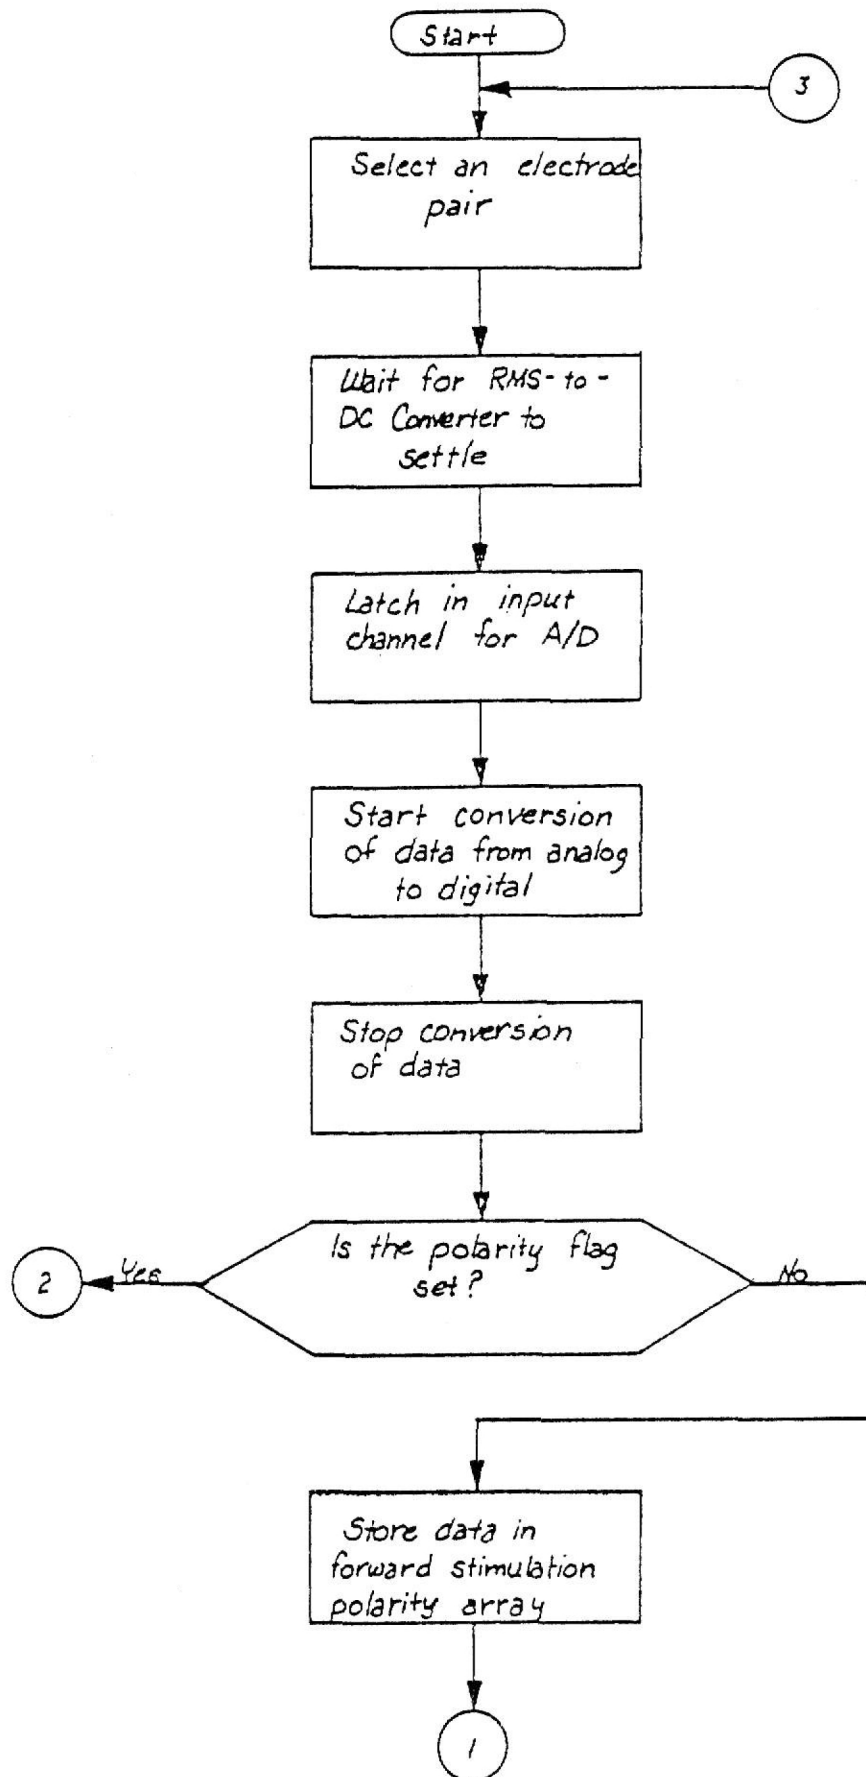 Start
3
Select an electrode
pair
Wait for RMS-to-
DC Converter to
settle
Latch in input
channel for A/D
Start conversion
of data from analog
to digital
Stop conversion
of data
Is the polarity flag
set?
2
Yes
No
Store data in
forward stimulation
polarity array
1